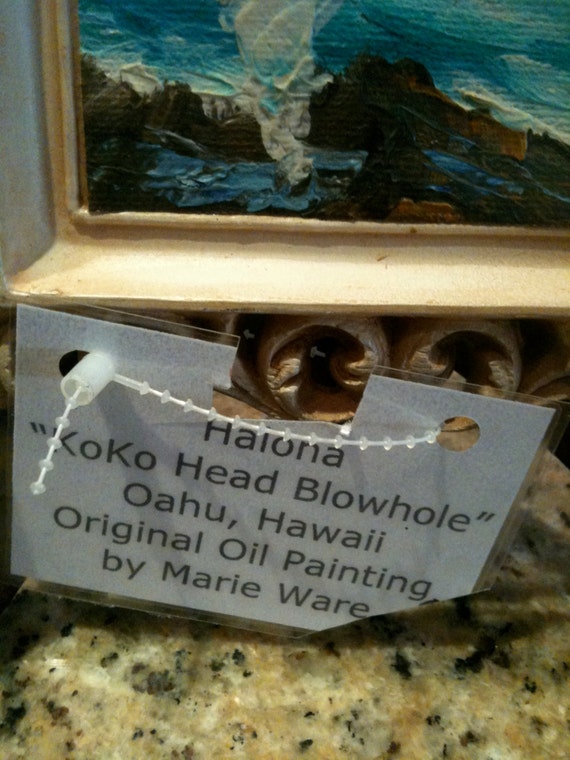 Halona
"KoKo Head Blowhole"
Oahu, Hawaii
Original Oil Painting
by Marie Ware